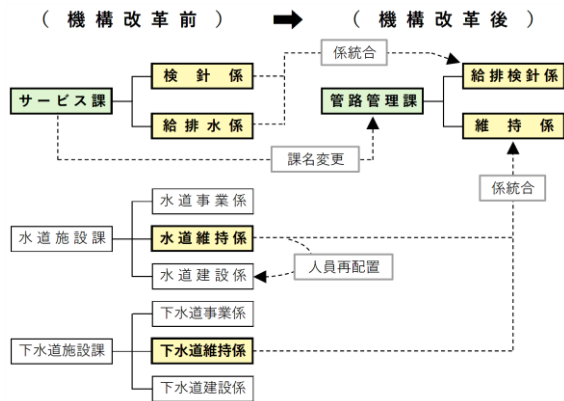 （ 機 構 改 革 前 ） （ 機 構 改 革 後 ）
係統合
検 針 係 給排検針係
サービス課 管路管理課
給排水係 維 持 係
課名変更
係統合
水道事業係
水道施設課 水道維持係
人員再配置
水道建設係
下水道事業係
下水道施設課 下水道維持係
下水道建設係